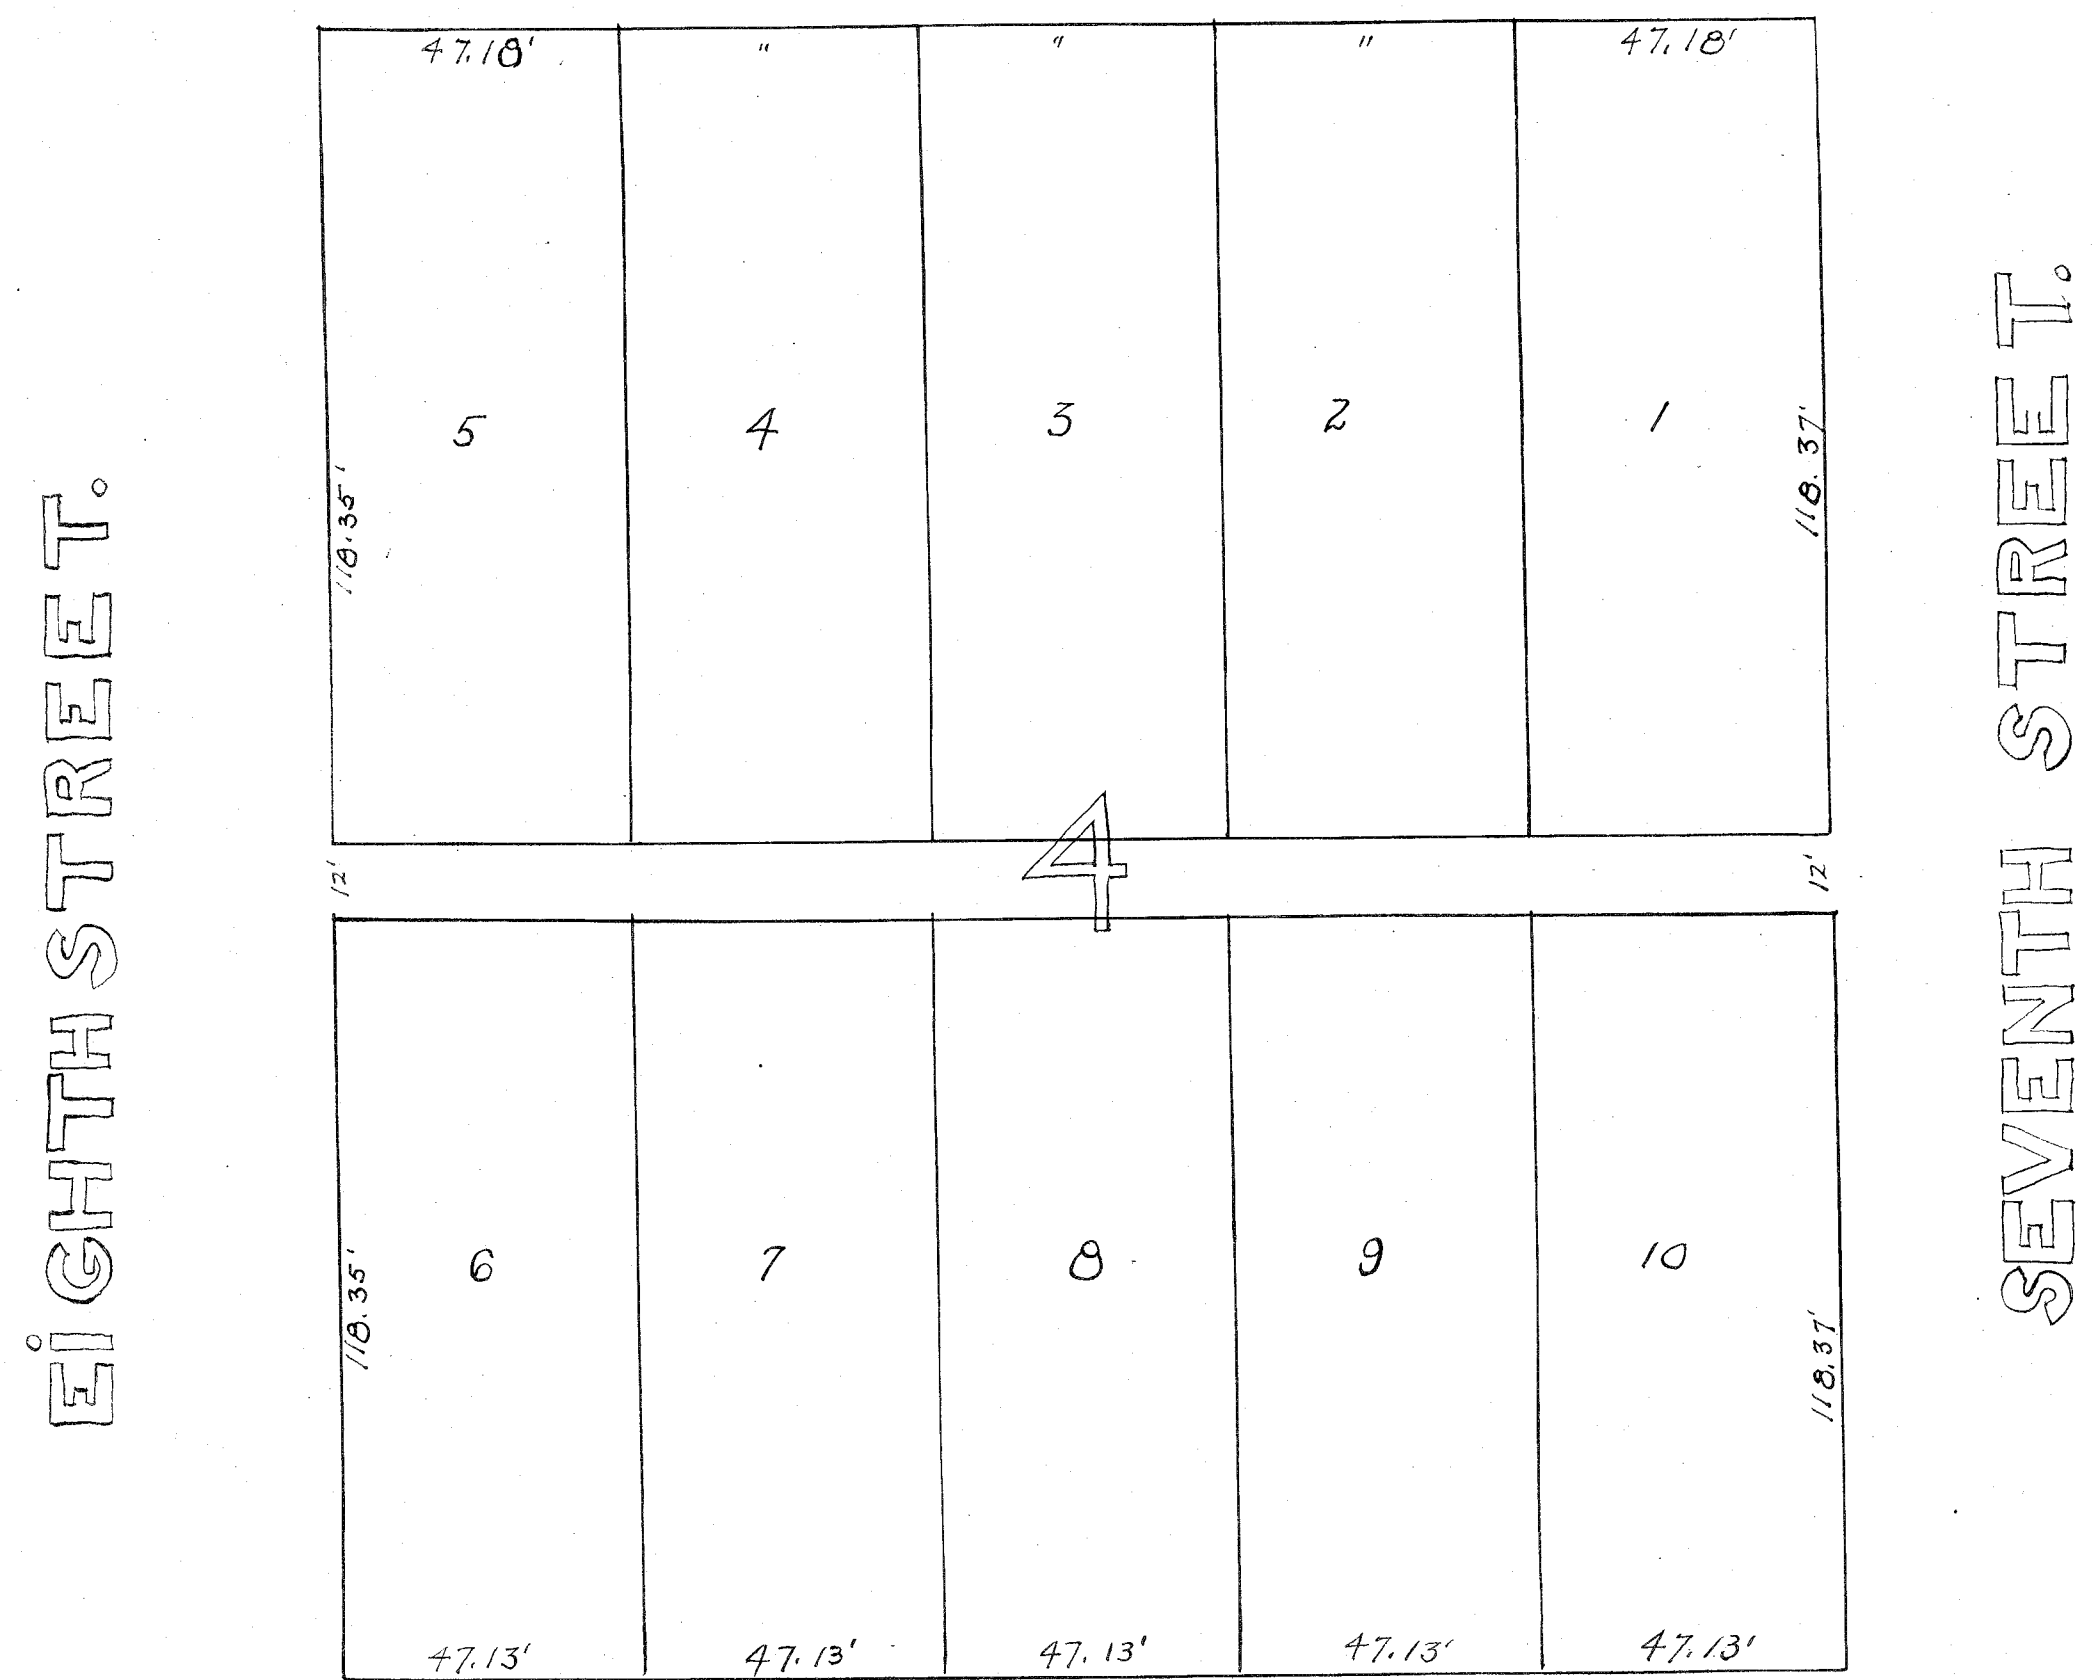 47.18' " " " 47.18'
5 4 3 2 1
118.35'
118.37'
EiGHTH STREET.
SEVENTH STREET.
12' 4 12'
6 7 8 9 10
118.35'
118.37'
47.13' 47.13' 47.13' 47.13' 47.13'